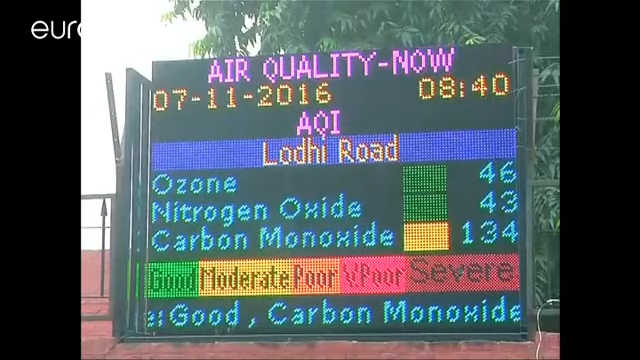 euro
AIR QUALITY-NOW
07-11-2016 08:40
AQI
Lodhi Road
Ozone 46
Nitrogen Oxide 43
Carbon Monoxide 134
Good Moderate Poor V.Poor Severe
e:Good , Carbon Monoxide